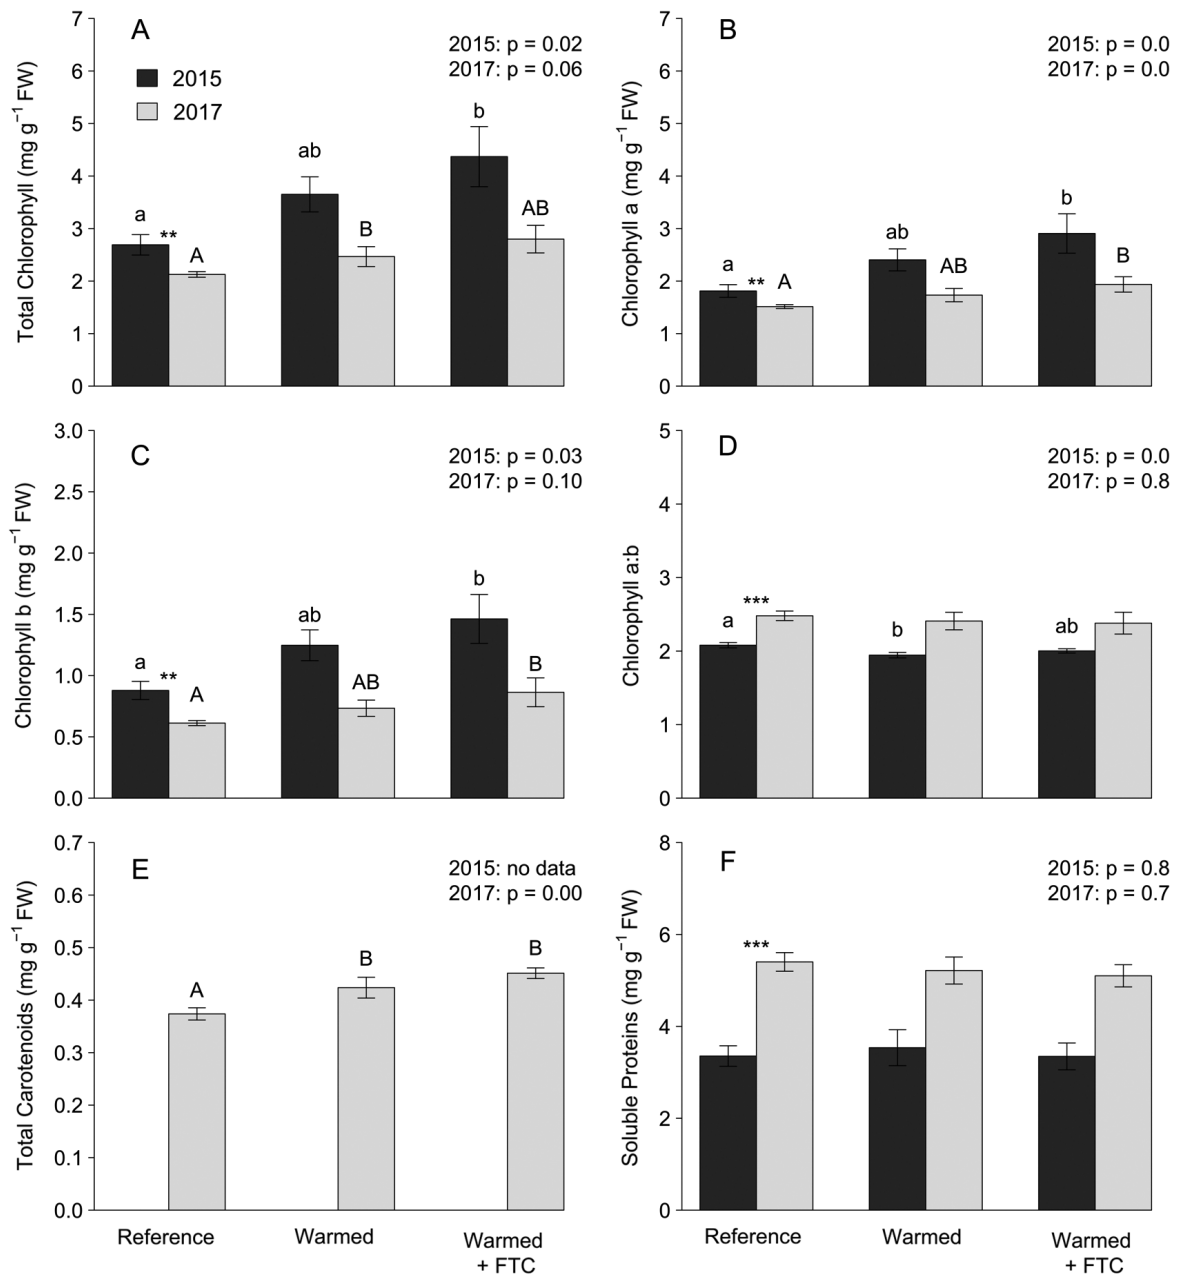 A
2015: p = 0.02
2017: p = 0.06
2015
2017
Total Chlorophyll (mg g⁻¹ FW)
7
6
5
4
3
2
1
0
a
**
A
ab
B
b
AB
B
2015: p = 0.0
2017: p = 0.0
Chlorophyll a (mg g⁻¹ FW)
7
6
5
4
3
2
1
0
a
**
A
ab
AB
b
B
C
2015: p = 0.03
2017: p = 0.10
Chlorophyll b (mg g⁻¹ FW)
3.0
2.5
2.0
1.5
1.0
0.5
0.0
a
**
A
ab
AB
b
B
D
2015: p = 0.0
2017: p = 0.8
Chlorophyll a:b
5
4
3
2
1
0
a
***
b
ab
E
2015: no data
2017: p = 0.00
Total Carotenoids (mg g⁻¹ FW)
0.7
0.6
0.5
0.4
0.3
0.2
0.1
0.0
A
B
B
Reference
Warmed
Warmed
+ FTC
F
2015: p = 0.8
2017: p = 0.7
Soluble Proteins (mg g⁻¹ FW)
8
6
4
2
0
***
Reference
Warmed
Warmed
+ FTC